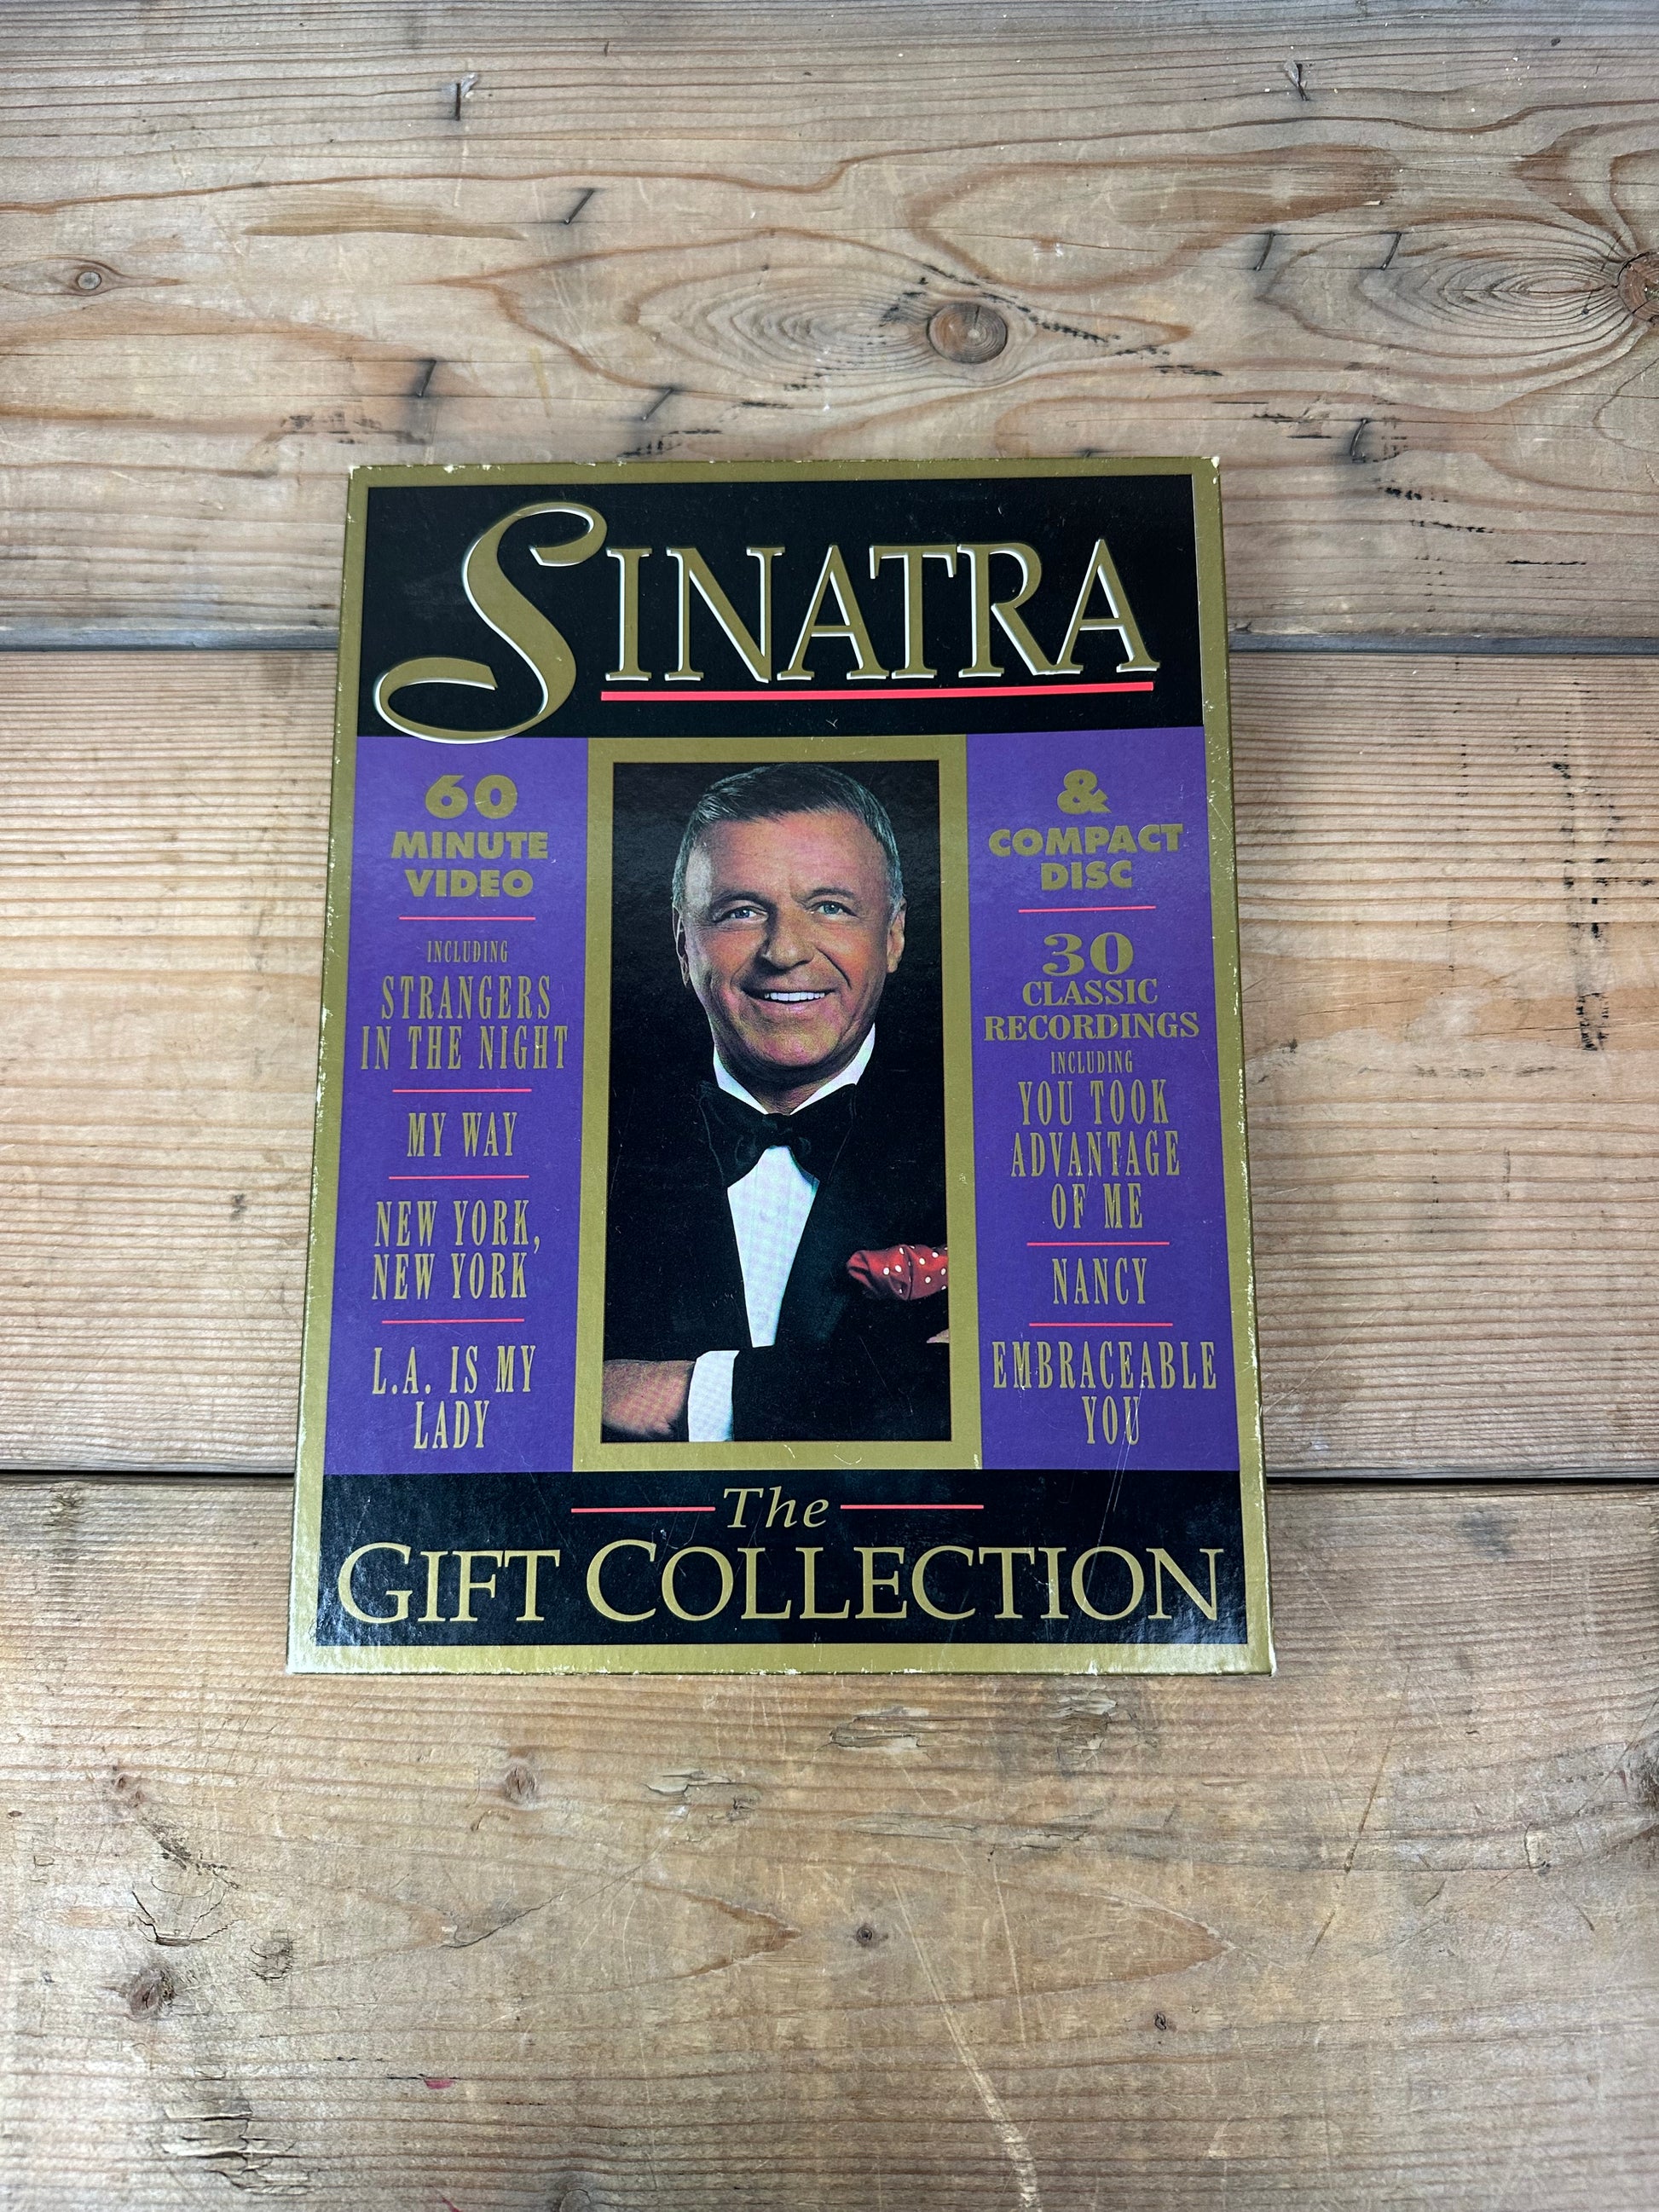 SINATRA
60
MINUTE
VIDEO
INCLUDING
STRANGERS
IN THE NIGHT
MY WAY
NEW YORK,
NEW YORK
L.A. IS MY
LADY
&
COMPACT
DISC
30
CLASSIC
RECORDINGS
INCLUDING
YOU TOOK
ADVANTAGE
OF ME
NANCY
EMBRACEABLE
YOU
The
GIFT COLLECTION